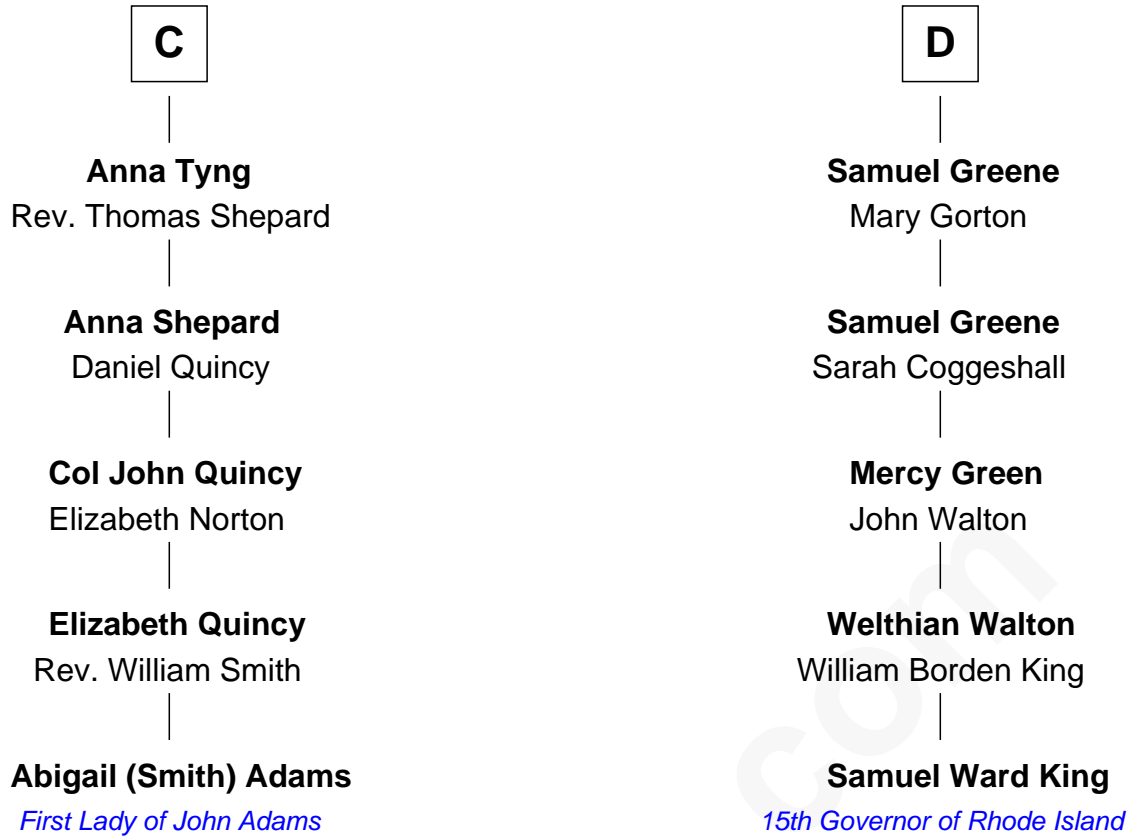 C
Anna Tyng
Rev. Thomas Shepard
Anna Shepard
Daniel Quincy
Col John Quincy
Elizabeth Norton
Elizabeth Quincy
Rev. William Smith
Abigail (Smith) Adams
First Lady of John Adams
D
Samuel Greene
Mary Gorton
Samuel Greene
Sarah Coggeshall
Mercy Green
John Walton
Welthian Walton
William Borden King
Samuel Ward King
15th Governor of Rhode Island
com